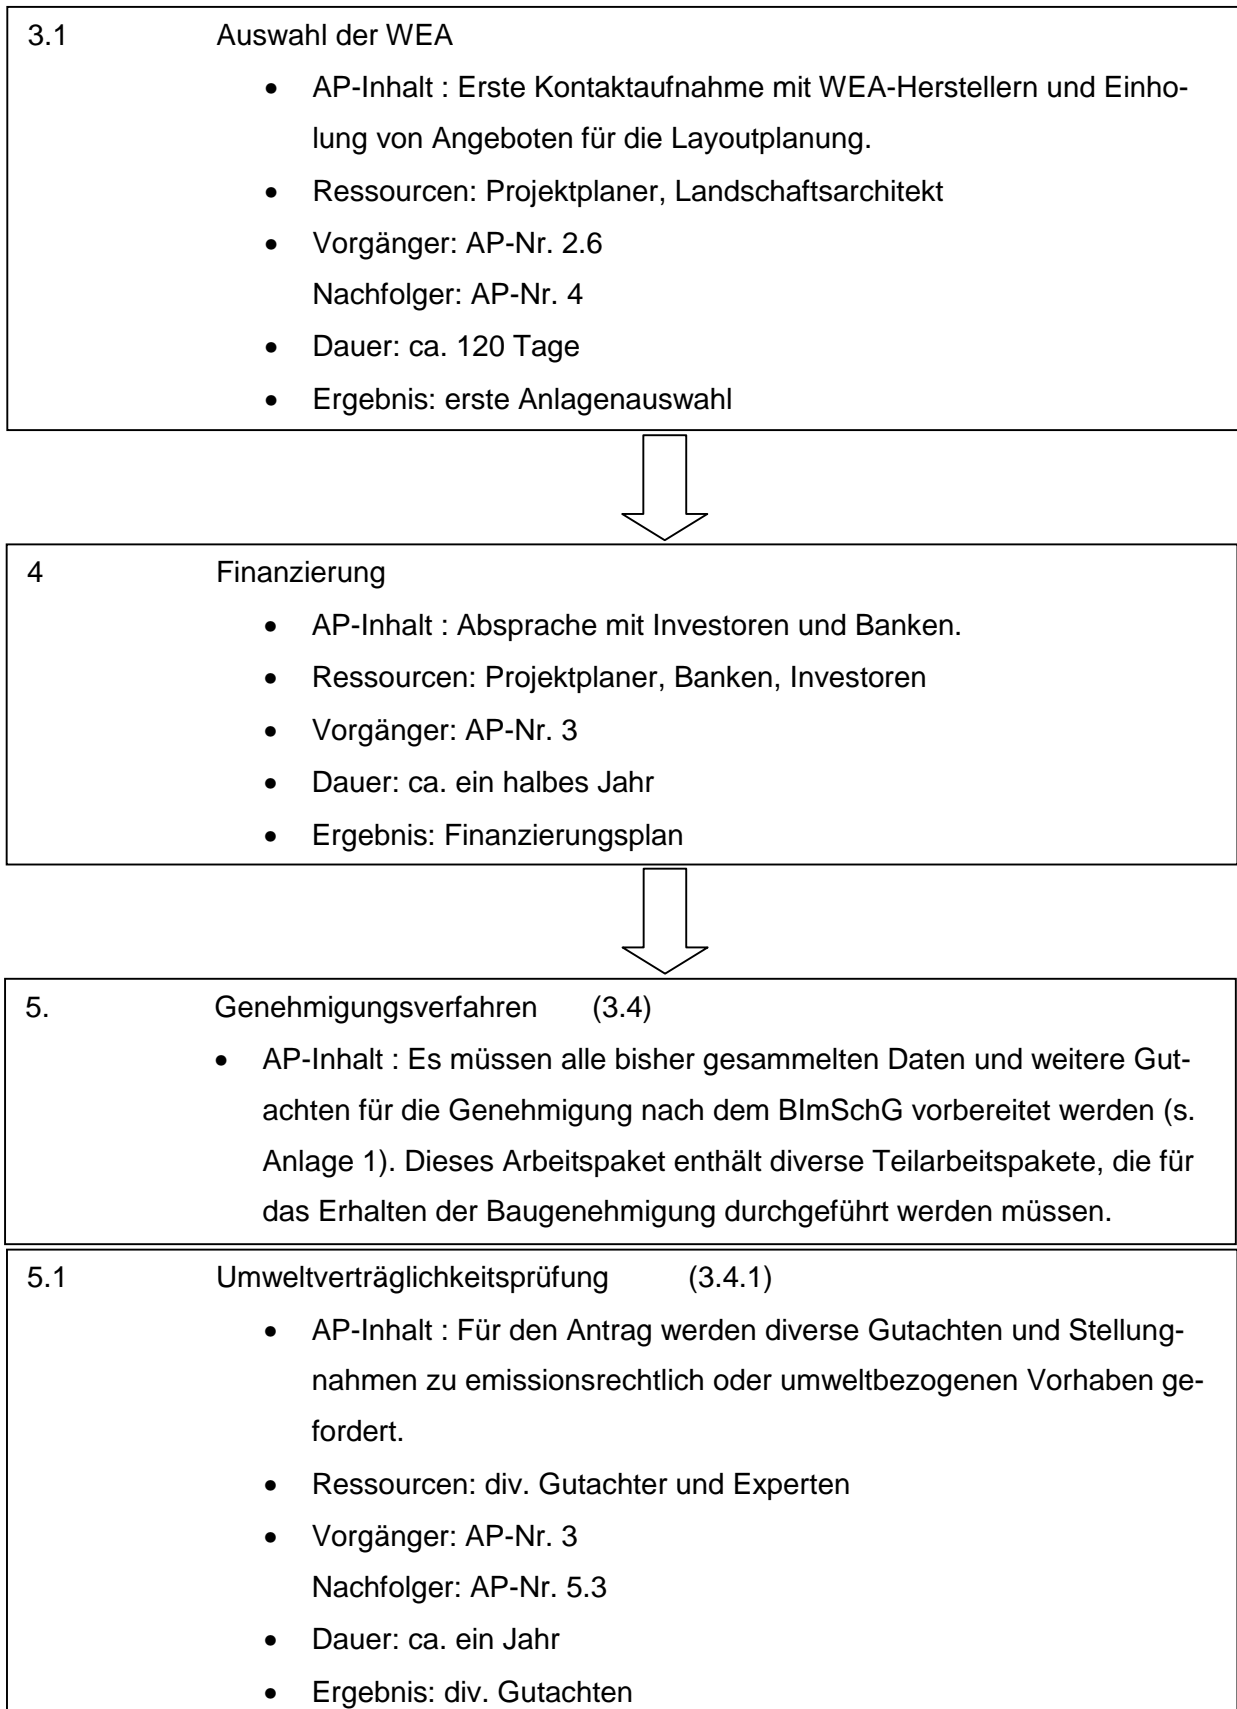 3.1 Auswahl der WEA
• AP-Inhalt : Erste Kontaktaufnahme mit WEA-Herstellern und Einho-
lung von Angeboten für die Layoutplanung.
• Ressourcen: Projektplaner, Landschaftsarchitekt
• Vorgänger: AP-Nr. 2.6
Nachfolger: AP-Nr. 4
• Dauer: ca. 120 Tage
• Ergebnis: erste Anlagenauswahl
4 Finanzierung
• AP-Inhalt : Absprache mit Investoren und Banken.
• Ressourcen: Projektplaner, Banken, Investoren
• Vorgänger: AP-Nr. 3
• Dauer: ca. ein halbes Jahr
• Ergebnis: Finanzierungsplan
5. Genehmigungsverfahren (3.4)
• AP-Inhalt : Es müssen alle bisher gesammelten Daten und weitere Gut-
achten für die Genehmigung nach dem BImSchG vorbereitet werden (s.
Anlage 1). Dieses Arbeitspaket enthält diverse Teilarbeitspakete, die für
das Erhalten der Baugenehmigung durchgeführt werden müssen.
5.1 Umweltverträglichkeitsprüfung (3.4.1)
• AP-Inhalt : Für den Antrag werden diverse Gutachten und Stellung-
nahmen zu emissionsrechtlich oder umweltbezogenen Vorhaben ge-
fordert.
• Ressourcen: div. Gutachter und Experten
• Vorgänger: AP-Nr. 3
Nachfolger: AP-Nr. 5.3
• Dauer: ca. ein Jahr
• Ergebnis: div. Gutachten